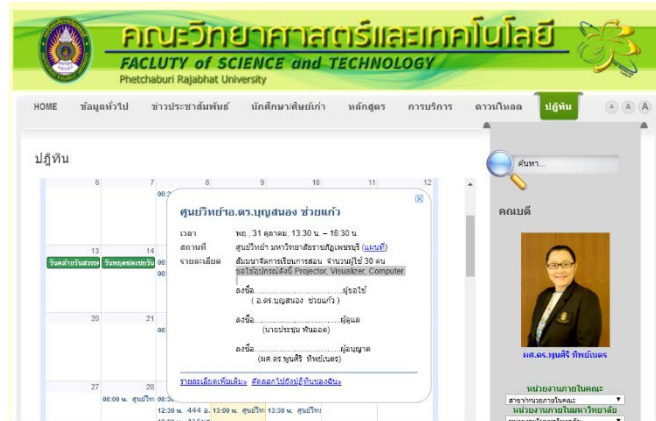 คณะวิทยาศาสตร์และเทคโนโลยี
FACLUTY of SCIENCE and TECHNOLOGY
Phetchaburi Rajabhat University
HOME ข้อมูลทั่วไป ข่าวประชาสัมพันธ์ นักศึกษา/ศิษย์เก่า หลักสูตร การบริการ ดาวน์โหลด ปฏิทิน A A A
ปฏิทิน
ค้นหา...
คณบดี
6 7 8 9 10 11 12
ศูนย์วิทย์ฯอ.ดร.บุญสนอง ช่วยแก้ว
เวลา พฤ., 31 ตุลาคม, 13:30 น. – 16:30 น.
สถานที่ ศูนย์วิทย์ฯ มหาวิทยาลัยราชภัฏเพชรบุรี (แผนที่)
รายละเอียด สัมมนาจัดการเรียนการสอน จำนวนผู้ใช้ 30 คน
ขอใช้อุปกรณ์ดังนี้ Projector, Visualizer, Computer
ลงชื่อ..............................ผู้ขอใช้
( อ.ดร.บุญสนอง ช่วยแก้ว )
ลงชื่อ..............................ผู้ดูแล
(นายประชุม พันออด)
ลงชื่อ..............................ผู้อนุญาต
(ผศ.ดร.พูนศิริ ทิพย์เนตร)
รายละเอียดเพิ่มเติม» คัดลอกไปยังปฏิทินของฉัน»
13 14
20 21
27 28
08:00 น. ศูนย์วิท
12:30 น. 444 อ. 13:00 น. ศูนย์วิท 13:30 น. ศูนย์วิท
ผศ.ดร.พูนศิริ ทิพย์เนตร
หน่วยงานภายในคณะ
สาขา/หน่วยภายในคณะ
หน่วยงานภายในมหาวิทยาลัย